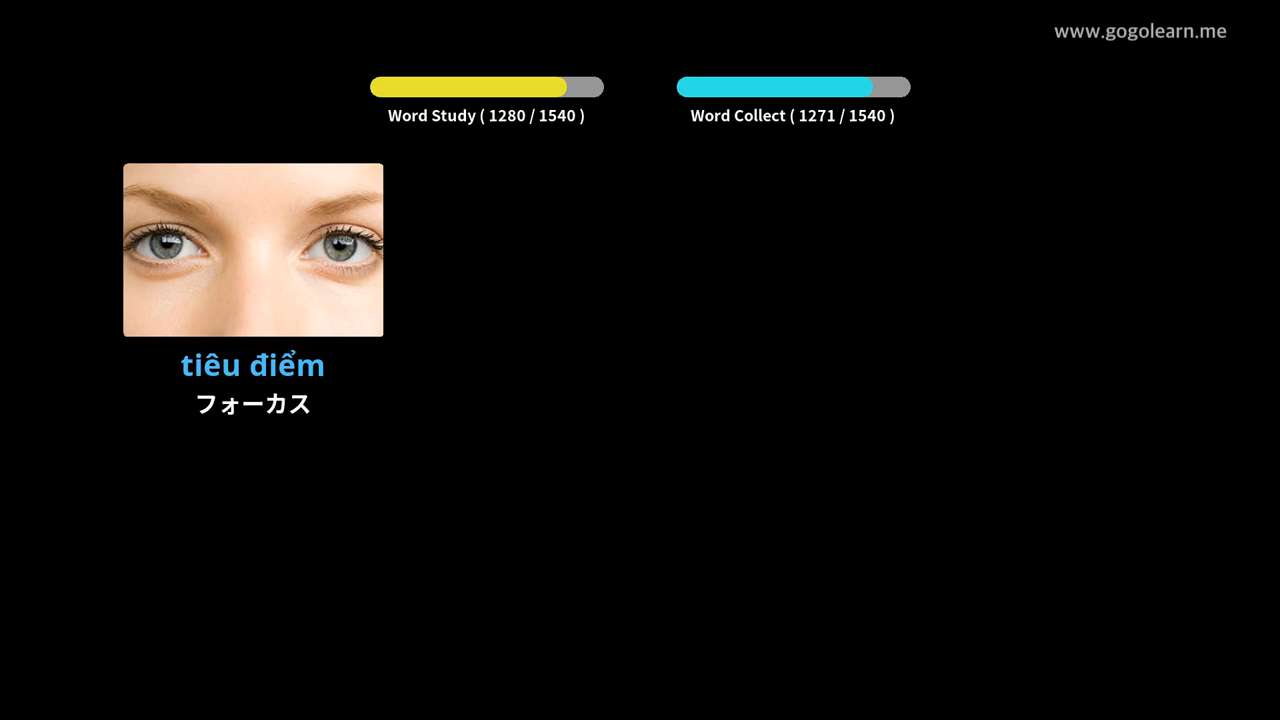 www.gogolearn.me
Word Study ( 1280 / 1540 )
Word Collect ( 1271 / 1540 )
tiêu điểm
フォーカス